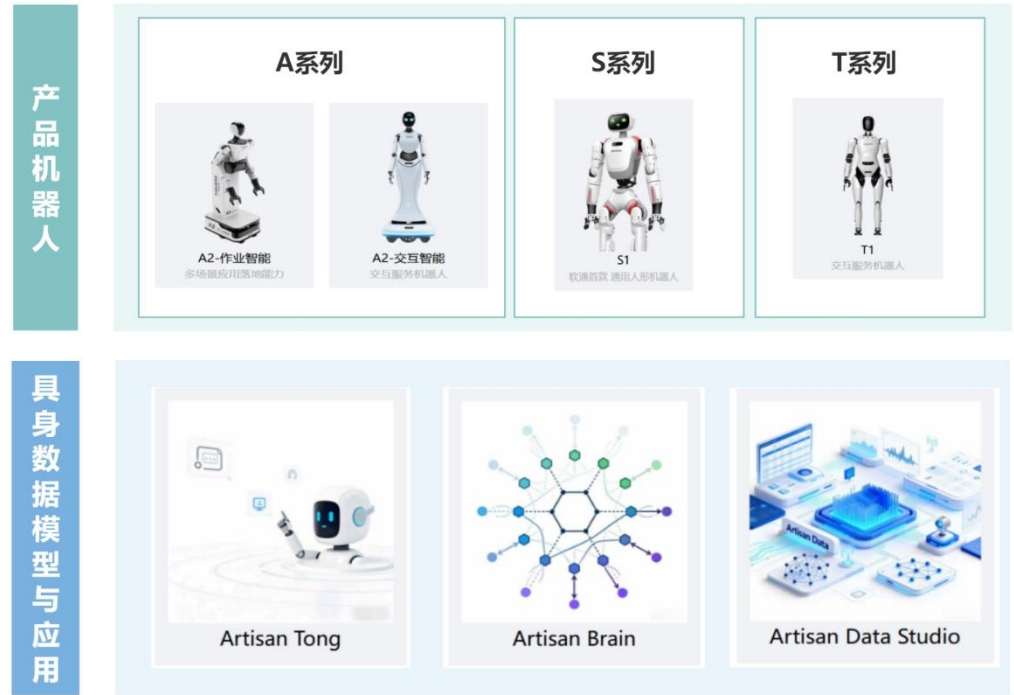 产品机器人
A系列
A2-作业智能
多场景应用落地能力
A2-交互智能
交互服务机器人
S系列
S1
软通首款 通用人形机器人
T系列
T1
交互服务机器人
具身数据模型与应用
Artisan Tong
Artisan Brain
Artisan Data
Artisan Data Studio